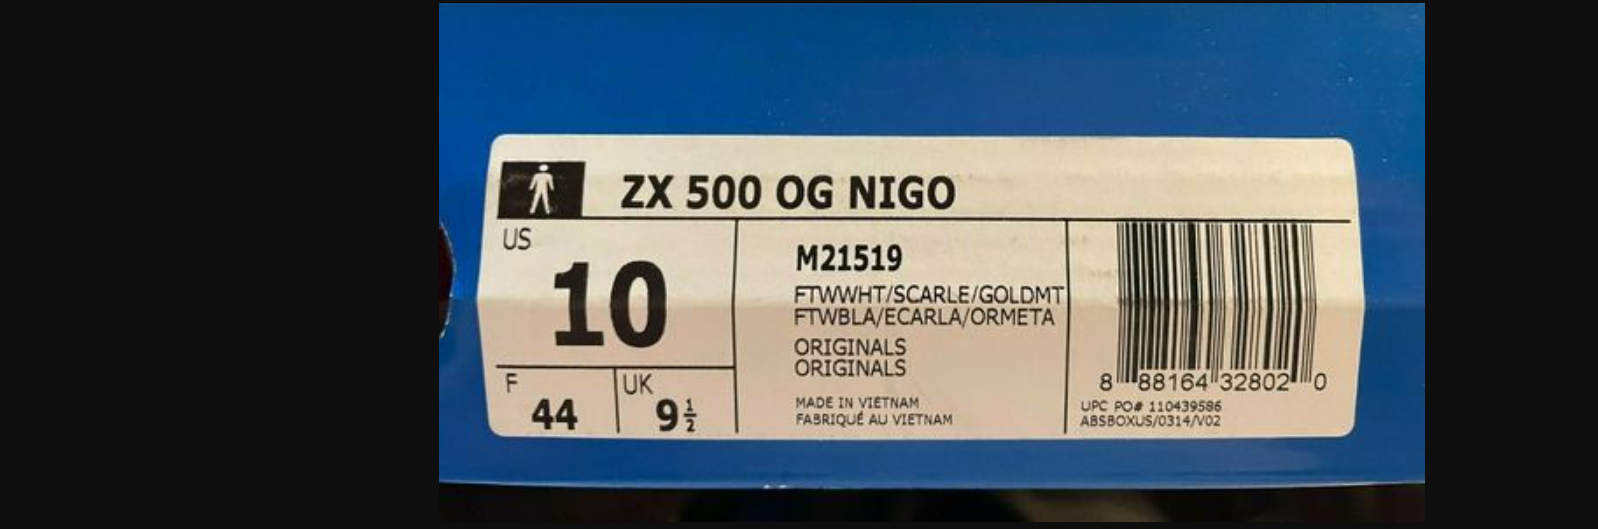 ZX 500 OG NIGO
US
10
F
44
UK
9½
M21519
FTWWHT/SCARLE/GOLDMT
FTWBLA/ECARLA/ORMETA
ORIGINALS
ORIGINALS
MADE IN VIETNAM
FABRIQUÉ AU VIETNAM
8 88164 32802 0
UPC PO# 110439586
ABSBOXUS/0314/V02